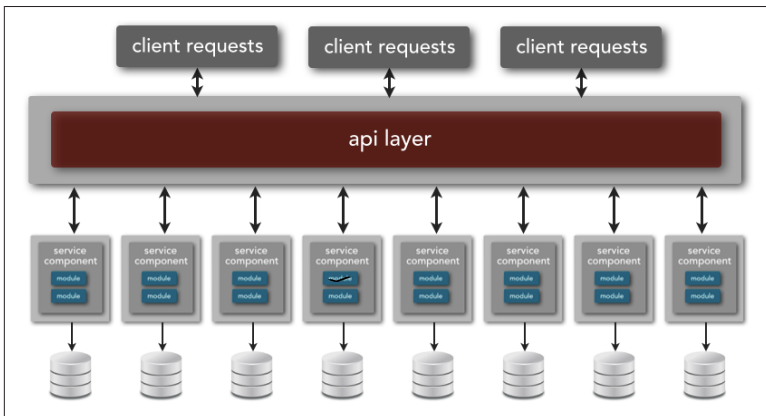 client requests
client requests
client requests
api layer
service
component
module
module
service
component
module
module
service
component
module
module
service
component
module
service
component
module
module
service
component
module
module
service
component
module
module
service
component
module
module